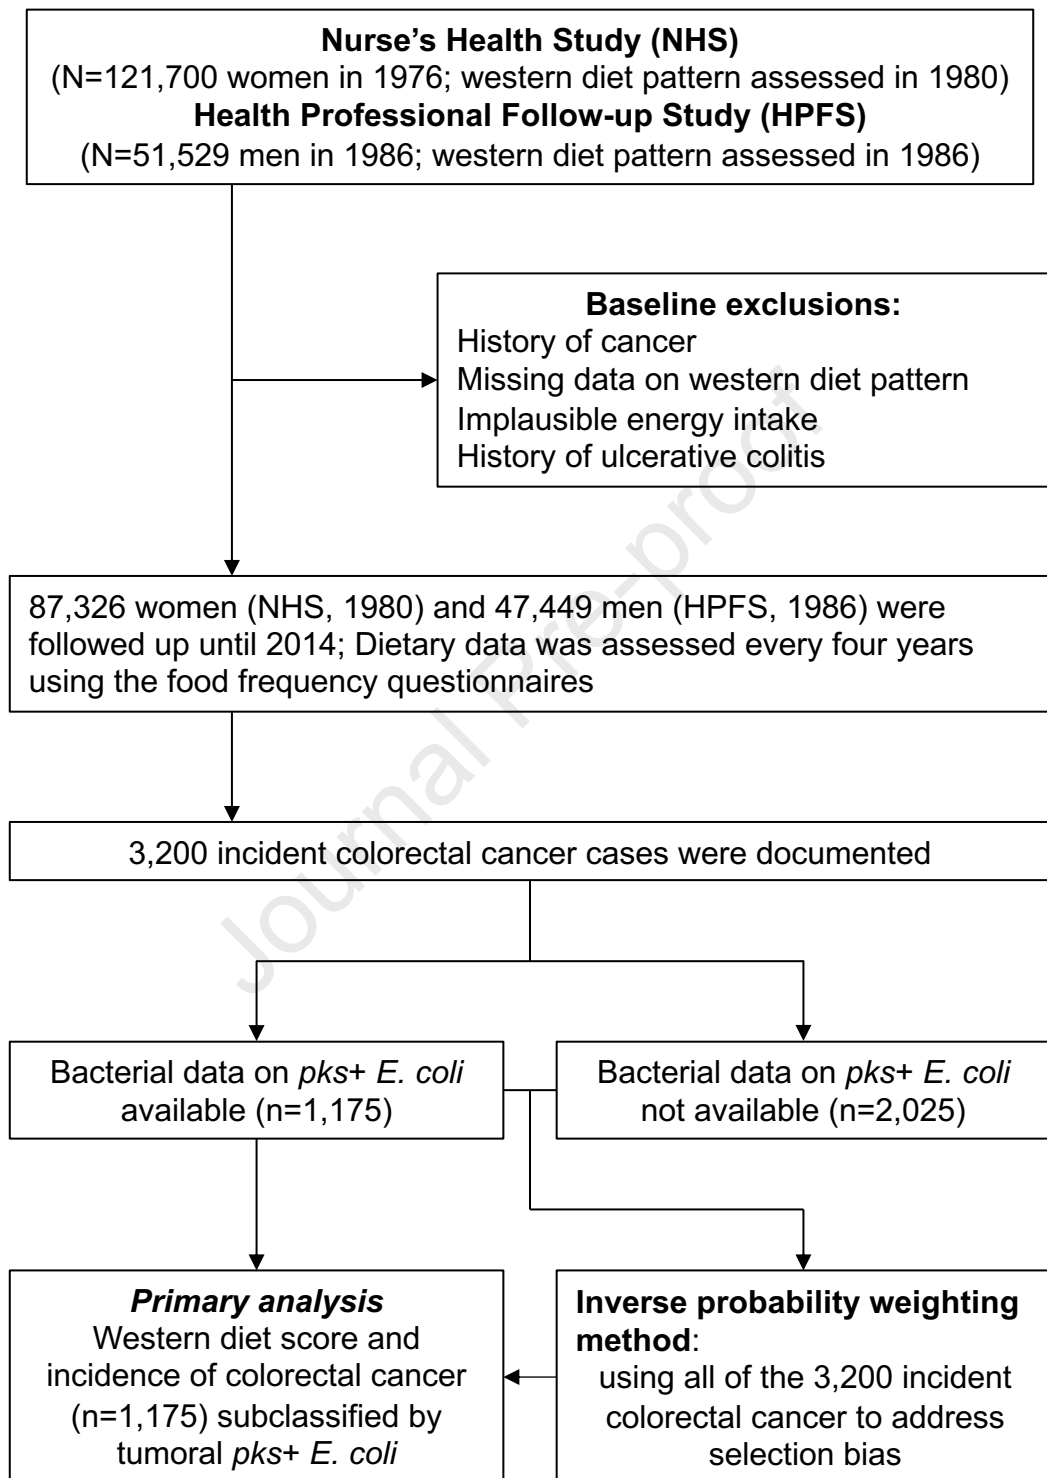 Nurse’s Health Study (NHS)
(N=121,700 women in 1976; western diet pattern assessed in 1980)
Health Professional Follow-up Study (HPFS)
(N=51,529 men in 1986; western diet pattern assessed in 1986)
Baseline exclusions:
History of cancer
Missing data on western diet pattern
Implausible energy intake
History of ulcerative colitis
87,326 women (NHS, 1980) and 47,449 men (HPFS, 1986) were
followed up until 2014; Dietary data was assessed every four years
using the food frequency questionnaires
3,200 incident colorectal cancer cases were documented
Bacterial data on pks+ E. coli
available (n=1,175)
Bacterial data on pks+ E. coli
not available (n=2,025)
Primary analysis
Western diet score and
incidence of colorectal cancer
(n=1,175) subclassified by
tumoral pks+ E. coli
Inverse probability weighting
method:
using all of the 3,200 incident
colorectal cancer to address
selection bias
Journal Pre-proof